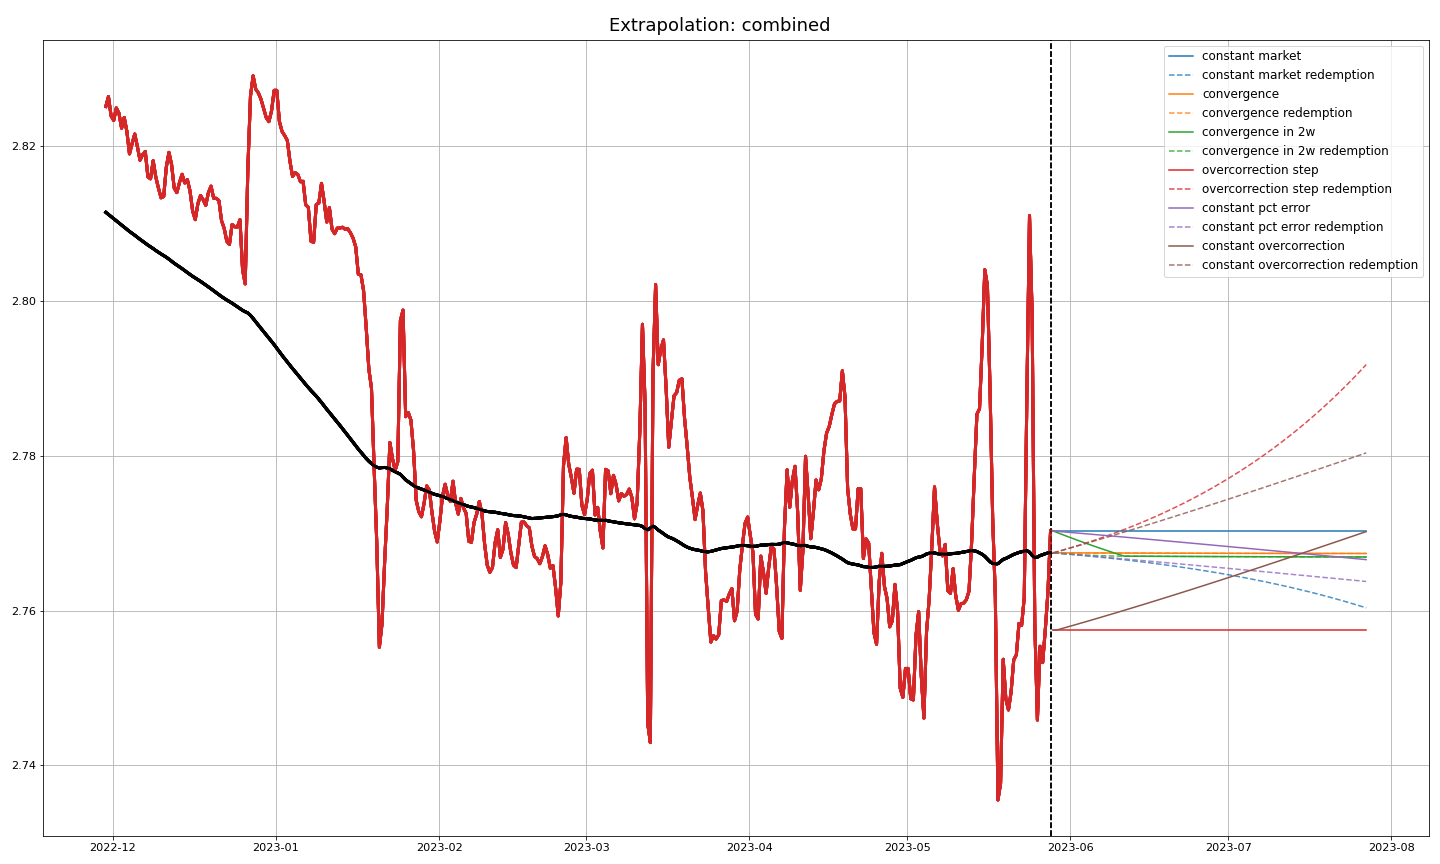 Extrapolation: combined
constant market
constant market redemption
convergence
convergence redemption
convergence in 2w
convergence in 2w redemption
overcorrection step
overcorrection step redemption
constant pct error
constant pct error redemption
constant overcorrection
constant overcorrection redemption
2.82
2.80
2.78
2.76
2.74
2022-12 2023-01 2023-02 2023-03 2023-04 2023-05 2023-06 2023-07 2023-08